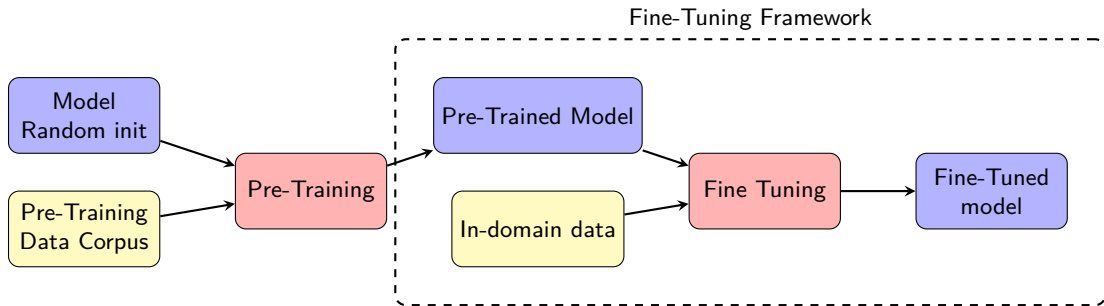 Fine-Tuning Framework
Model
Random init
Pre-Training
Data Corpus
Pre-Training
Pre-Trained Model
In-domain data
Fine Tuning
Fine-Tuned
model